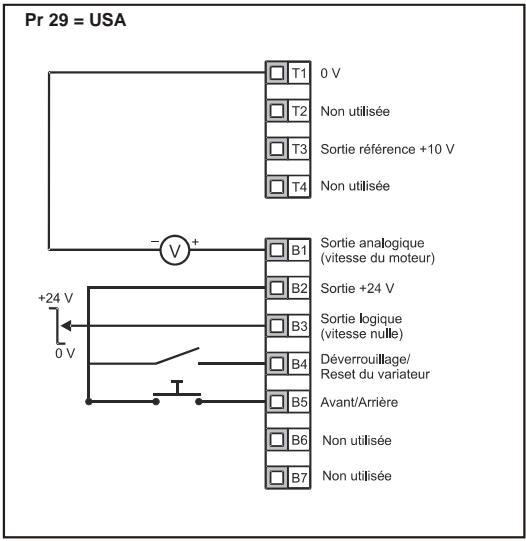 Pr 29 = USA
T1 0 V
T2 Non utilisée
T3 Sortie référence +10 V
T4 Non utilisée
– V +
B1 Sortie analogique
(vitesse du moteur)
B2 Sortie +24 V
+24 V
0 V
B3 Sortie logique
(vitesse nulle)
B4 Déverrouillage/
Reset du variateur
B5 Avant/Arrière
B6 Non utilisée
B7 Non utilisée